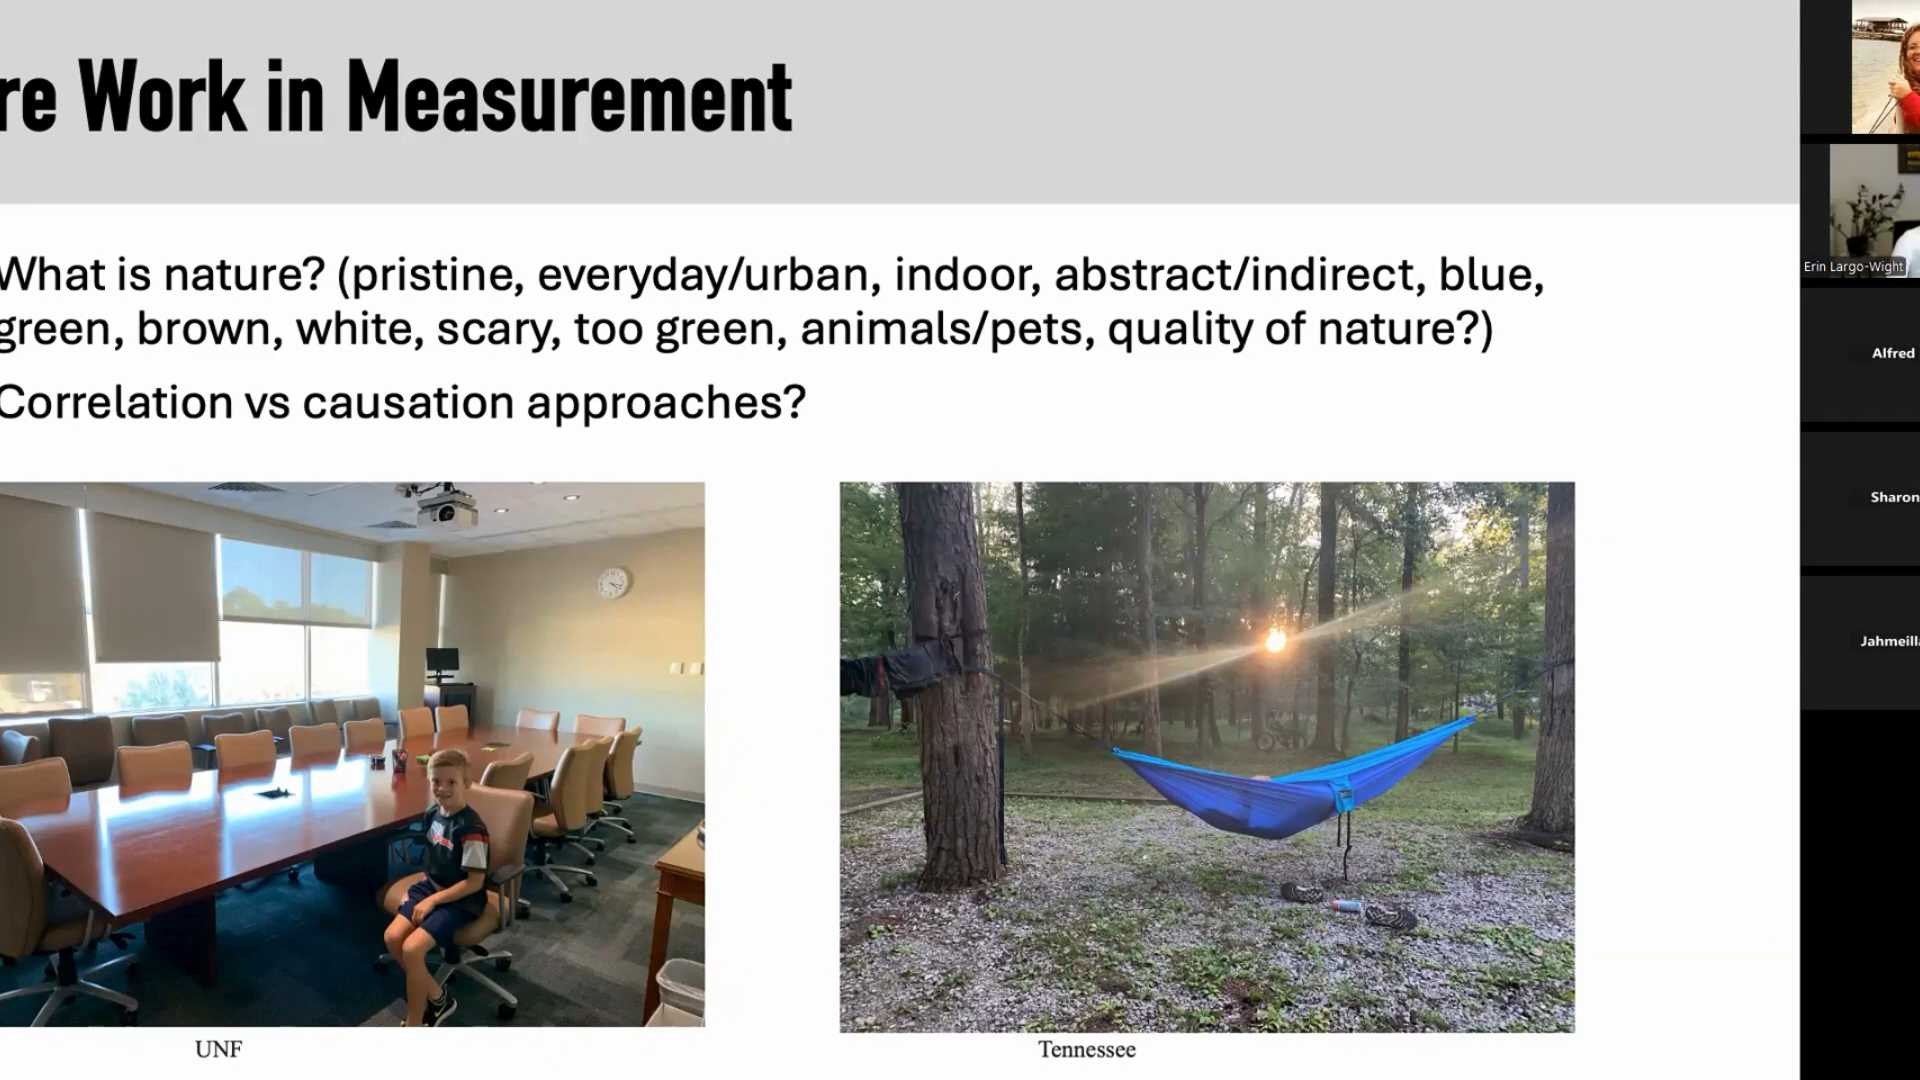 re Work in Measurement
What is nature? (pristine, everyday/urban, indoor, abstract/indirect, blue,
green, brown, white, scary, too green, animals/pets, quality of nature?)
Correlation vs causation approaches?
UNF
Tennessee
Erin Largo-Wight
Alfred
Sharon
Jahmeill